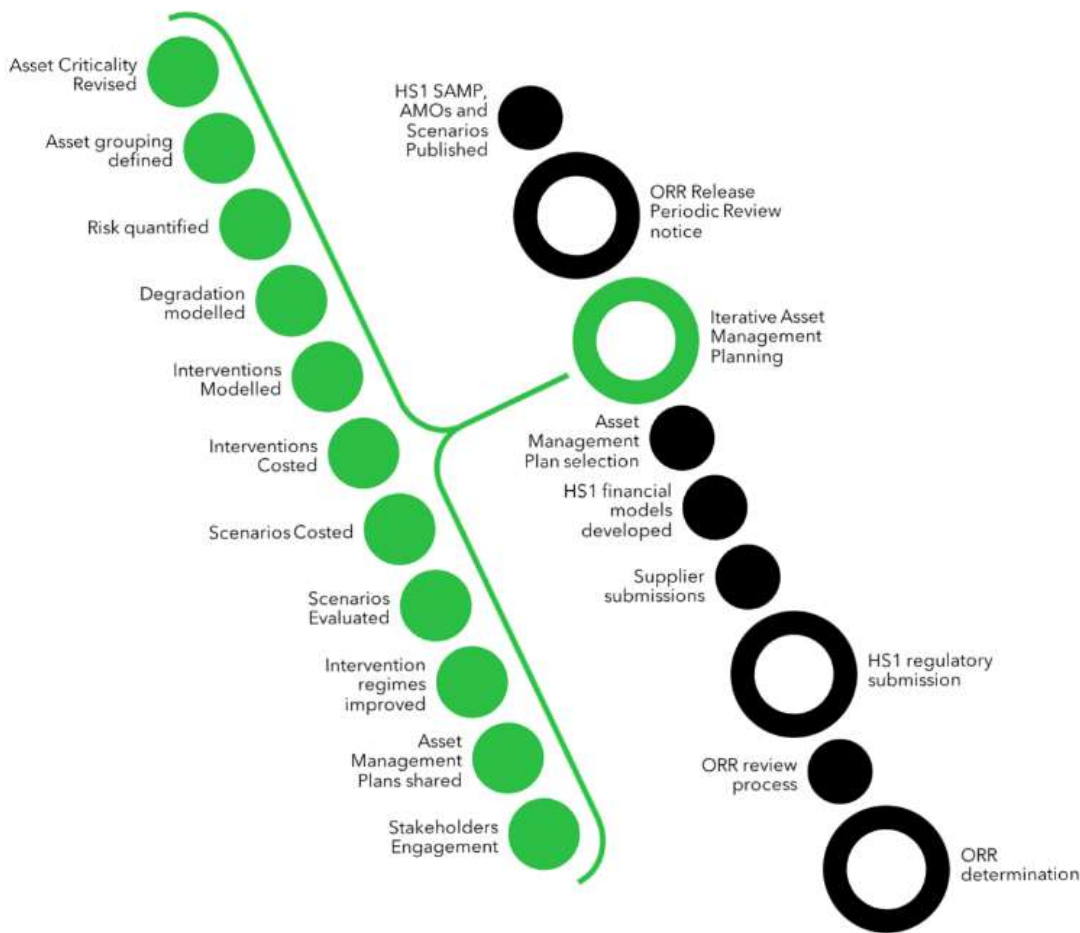 Asset Criticality
Revised
Asset grouping
defined
Risk quantified
Degradation
modelled
Interventions
Modelled
Interventions
Costed
Scenarios Costed
Scenarios
Evaluated
Intervention
regimes
improved
Asset
Management
Plans shared
Stakeholders
Engagement
HS1 SAMP,
AMOs and
Scenarios
Published
ORR Release
Periodic Review
notice
Iterative Asset
Management
Planning
Asset
Management
Plan selection
HS1 financial
models
developed
Supplier
submissions
HS1 regulatory
submission
ORR review
process
ORR
determination